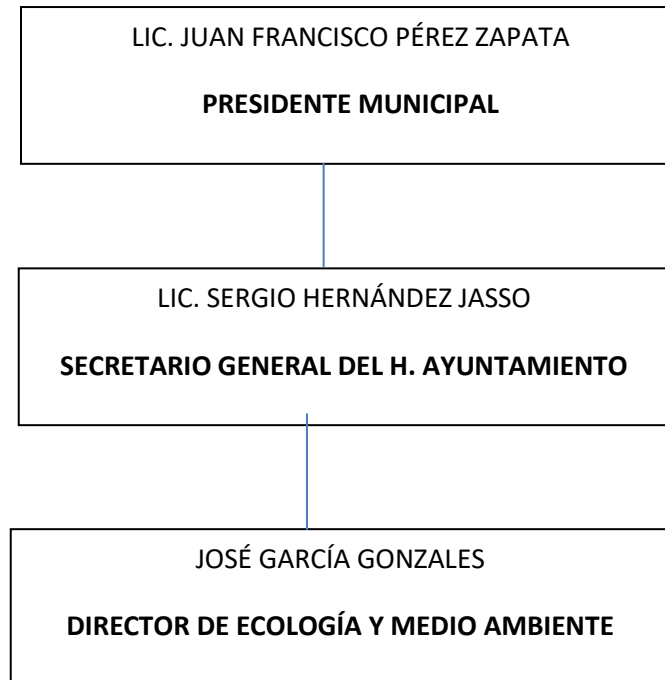 LIC. JUAN FRANCISCO PÉREZ ZAPATA
PRESIDENTE MUNICIPAL
LIC. SERGIO HERNÁNDEZ JASSO
SECRETARIO GENERAL DEL H. AYUNTAMIENTO
JOSÉ GARCÍA GONZALES
DIRECTOR DE ECOLOGÍA Y MEDIO AMBIENTE